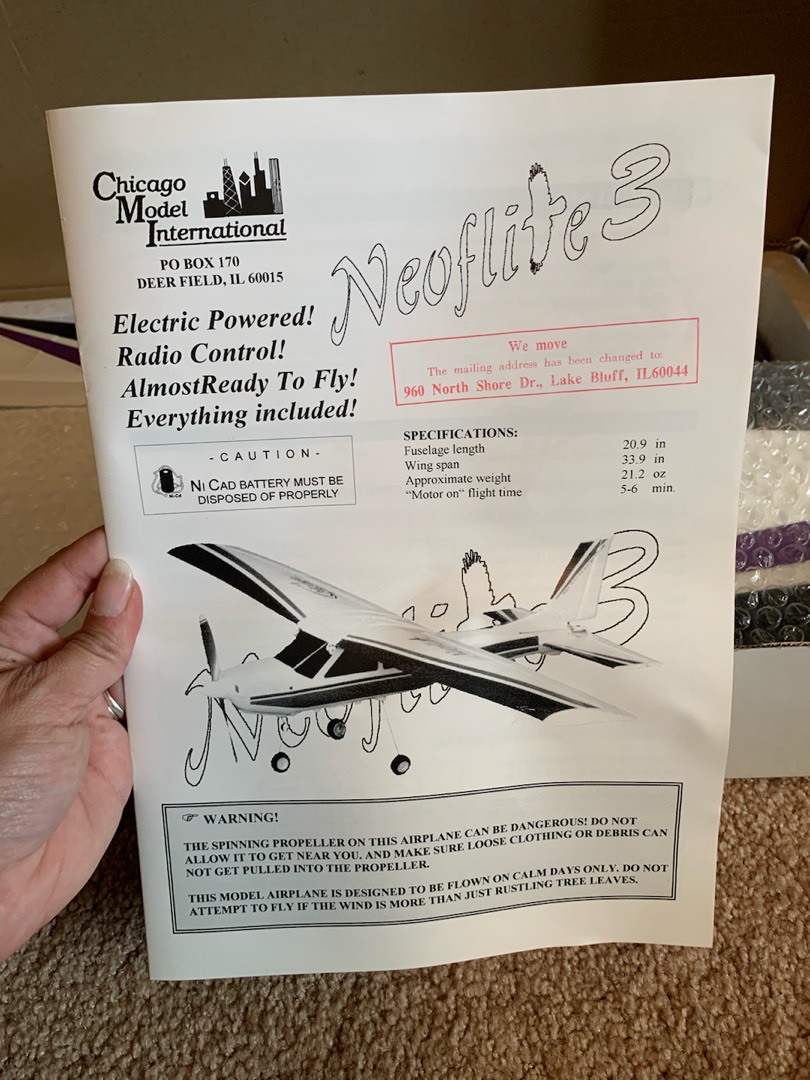 Chicago
Model
International
PO BOX 170
DEER FIELD, IL 60015
Neoflite 3
Electric Powered!
Radio Control!
AlmostReady To Fly!
Everything included!
We move
The mailing address has been changed to:
960 North Shore Dr., Lake Bluff, IL60044
- CAUTION -
Ni-Cd
NI CAD BATTERY MUST BE
DISPOSED OF PROPERLY
SPECIFICATIONS:
Fuselage length 20.9 in
Wing span 33.9 in
Approximate weight 21.2 oz
"Motor on" flight time 5-6 min.
Neoflite 3
☞ WARNING!
THE SPINNING PROPELLER ON THIS AIRPLANE CAN BE DANGEROUS! DO NOT
ALLOW IT TO GET NEAR YOU. AND MAKE SURE LOOSE CLOTHING OR DEBRIS CAN
NOT GET PULLED INTO THE PROPELLER.
THIS MODEL AIRPLANE IS DESIGNED TO BE FLOWN ON CALM DAYS ONLY. DO NOT
ATTEMPT TO FLY IF THE WIND IS MORE THAN JUST RUSTLING TREE LEAVES.